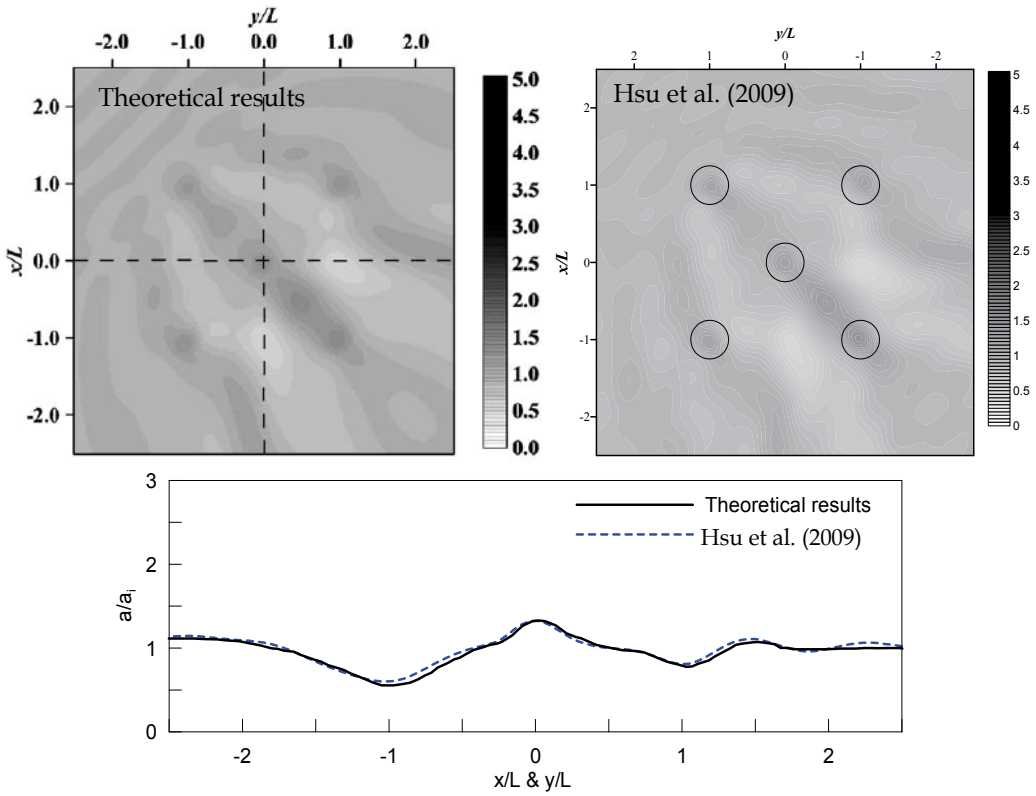 y/L
-2.0 -1.0 0.0 1.0 2.0
Theoretical results
x/L
2.0
1.0
0.0
-1.0
-2.0
5.0
4.5
4.0
3.5
3.0
2.5
2.0
1.5
1.0
0.5
0.0
y/L
2 1 0 -1 -2
Hsu et al. (2009)
x/L
2
1
0
-1
-2
5
4.5
4
3.5
3
2.5
2
1.5
1
0.5
0
a/ai
3
2
1
0
Theoretical results
Hsu et al. (2009)
-2 -1 0 1 2
x/L & y/L